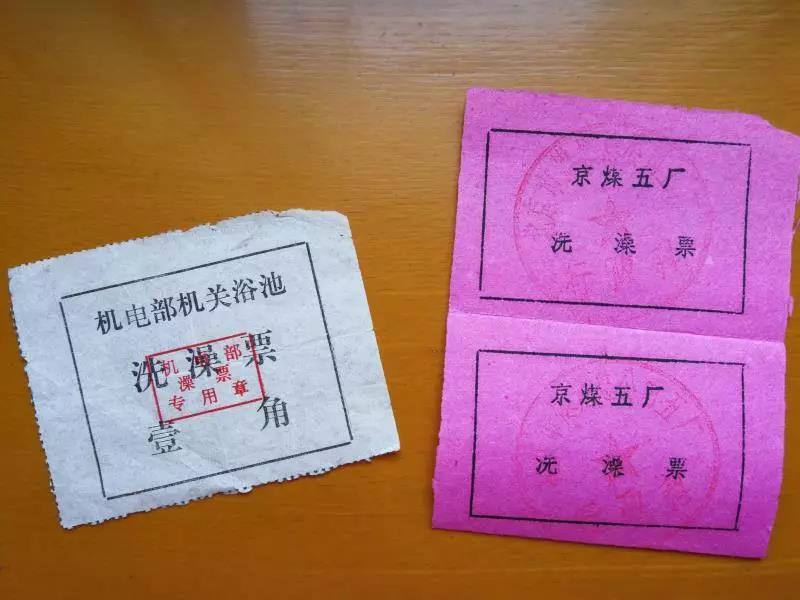 机电部机关浴池
洗澡票
壹角
机电部
澡票
专用章
京煤五厂
洗澡票
京煤五厂
洗澡票